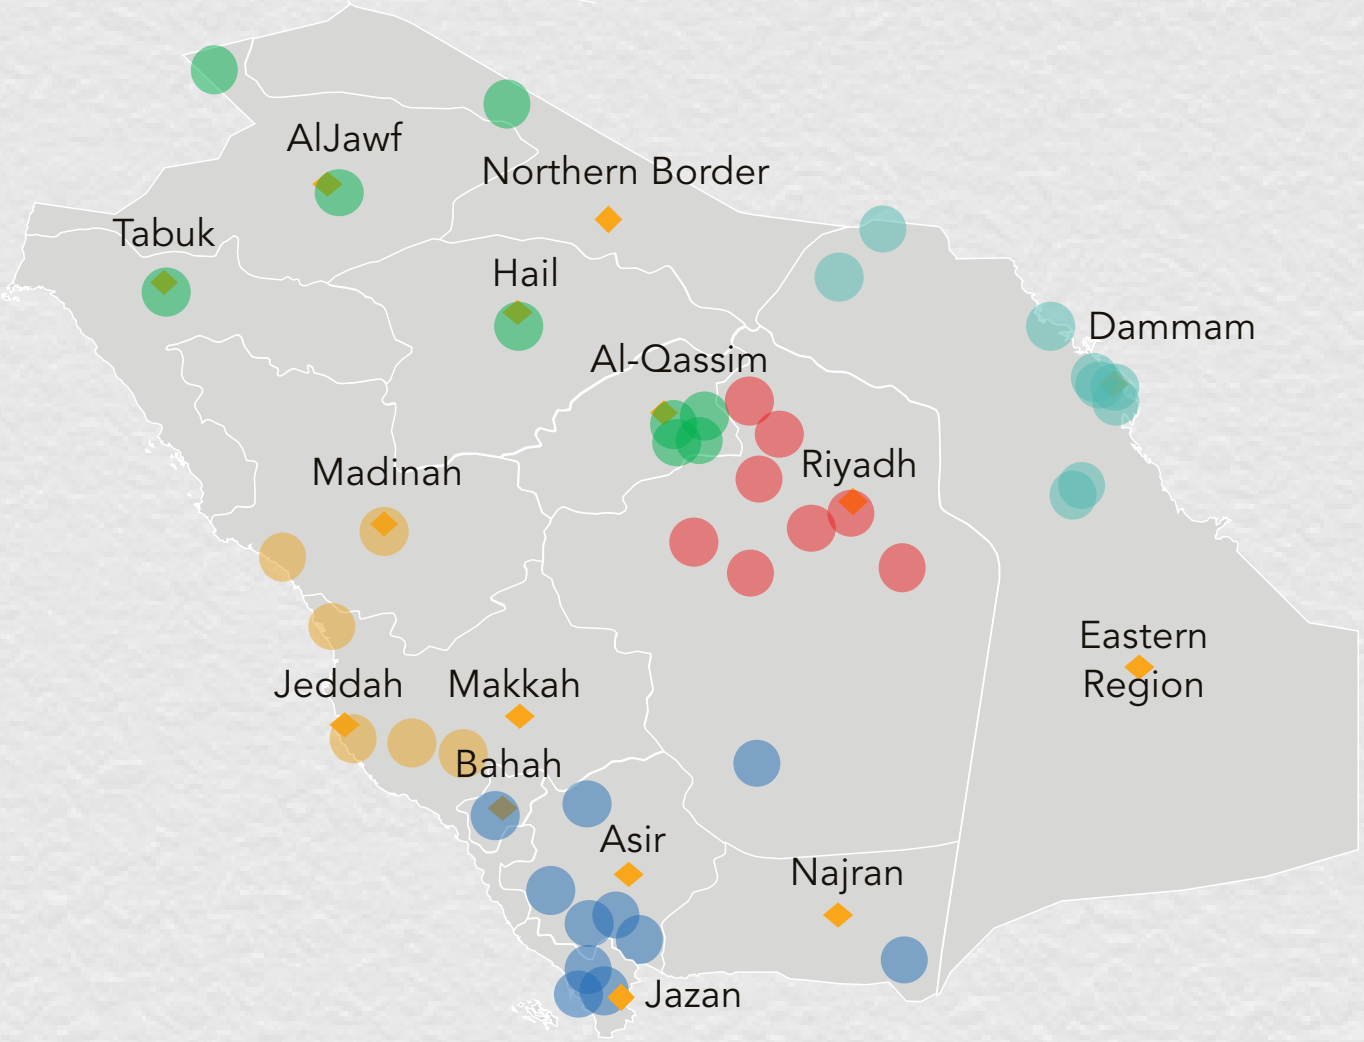 AlJawf
Northern Border
Tabuk
Hail
Dammam
Al-Qassim
Madinah
Riyadh
Eastern
Region
Jeddah
Makkah
Bahah
Asir
Najran
Jazan